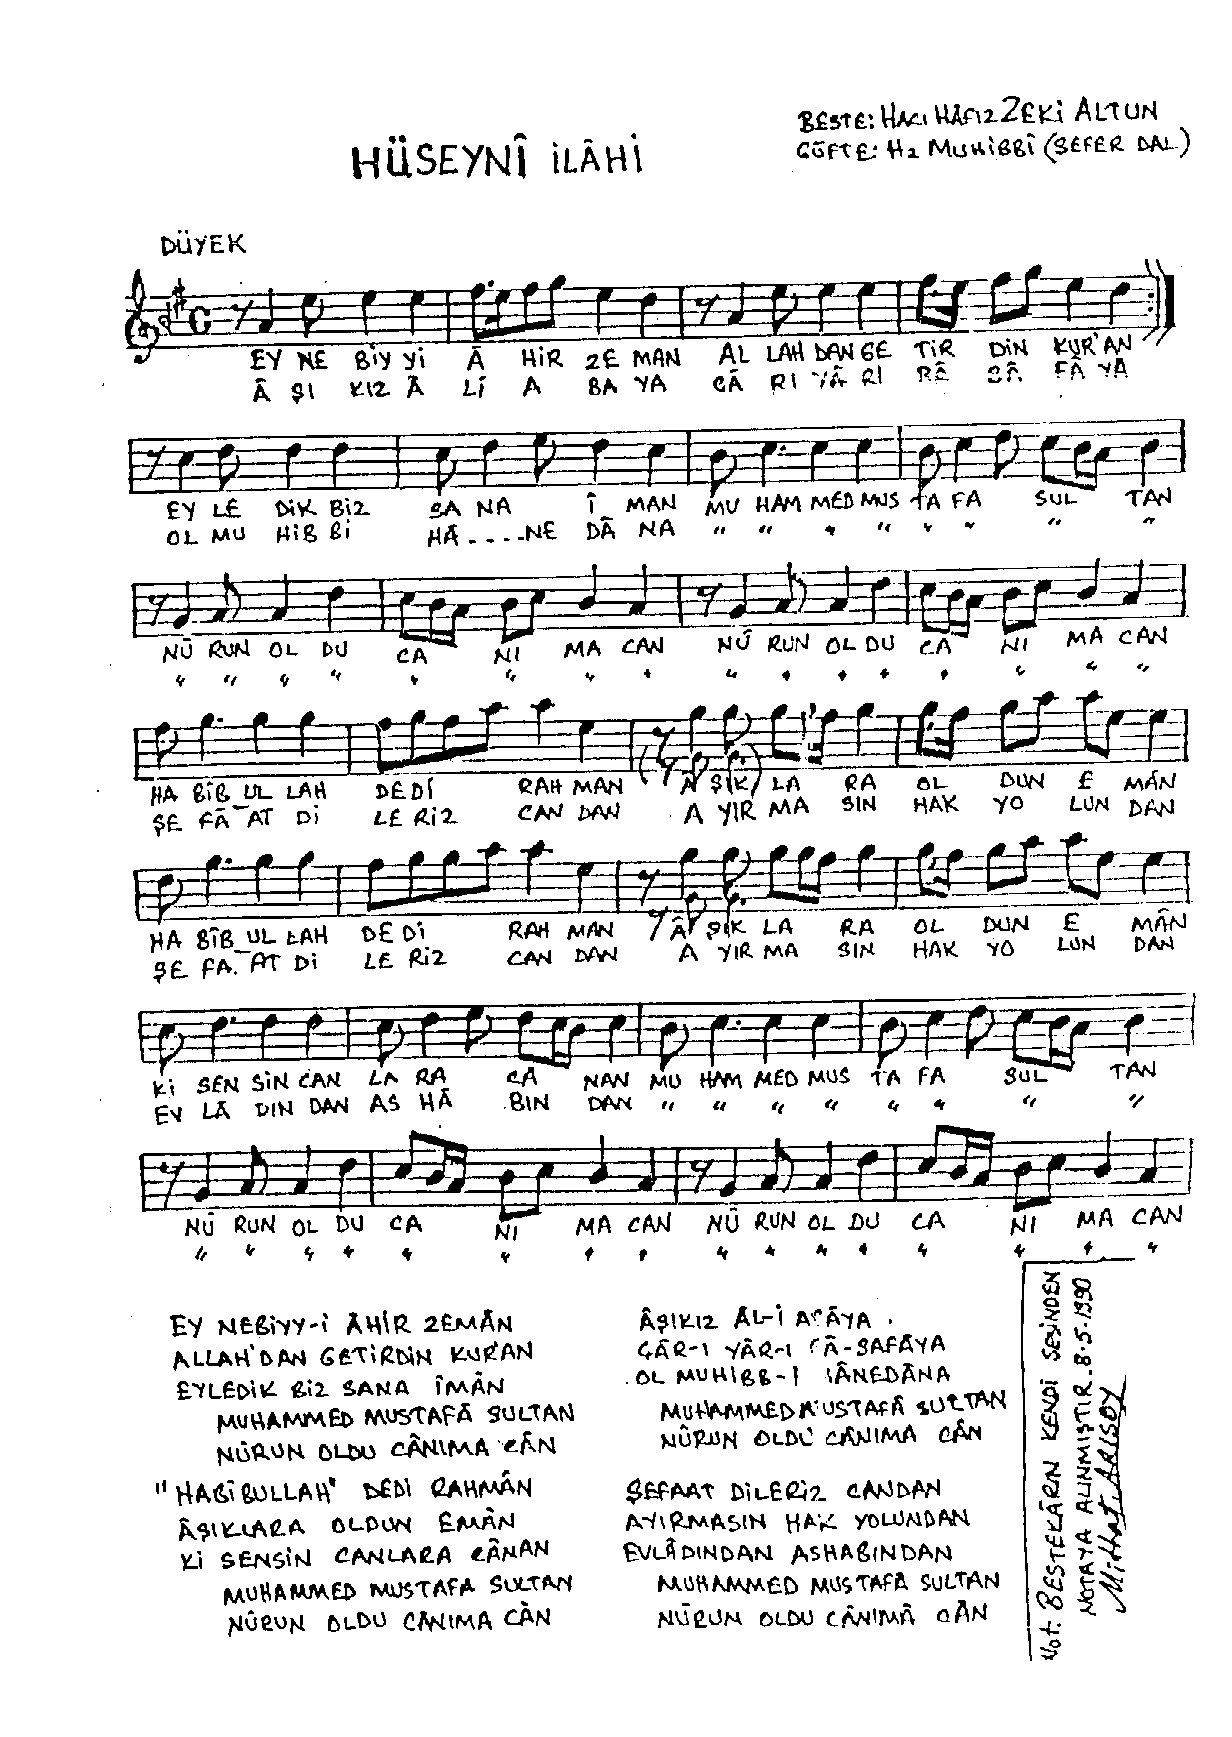 BESTE: HACI HÂFIZ ZEKİ ALTUN
GÜFTE: Hz MUHİBBÎ (SEFER DAL)
HÜSEYNÎ İLÂHİ
DÜYEK
EY NE BİY Yİ Â HİR ZE MAN AL LAH DAN GE TİR DİN KUR'AN
Â ŞI KIZ Â Lİ A BA YA GÂ RI YÂ RI RÂ SÂ FÂ YA
EY LE DİK BİZ SA NA Î MAN MU HAM MED MUS TA FA SUL TAN
OL MU HİB Bİ HÂ ....NE DÂ NA " " " " " " " "
NÛ RUN OL DU CA NI MA CAN NÛ RUN OL DU CA NI MA CAN
" " " " " " " " " " " " " " " "
HA BÎB UL LAH DE DÎ RAH MAN Â ŞIK LA RA OL DUN E MÂN
ŞE FÂ AT Dİ LE RİZ CAN DAN A YIR MA SIN HAK YO LUN DAN
HA BÎB UL LAH DE Dİ RAH MAN Â ŞIK LA RA OL DUN E MÂN
ŞE FA. AT Dİ LE RİZ CAN DAN A YIR MA SIN HAK YO LUN DAN
Kİ SEN SİN CAN LA RA CA NAN MU HAM MED MUS TA FA SUL TAN
EY LÂ DIN DAN AS HÂ BIN DAN " " " " " " " "
NÛ RUN OL DU CA NI MA CAN NÛ RUN OL DU CA NI MA CAN
" " " " " " " " " " " " " " " "
EY NEBİYY-İ ÂHİR ZEMÂN
ALLAH'DAN GETİRDİN KUR'AN
EYLEDİK BİZ SANA ÎMÂN
MUHAMMED MUSTAFÂ SULTAN
NÛRUN OLDU CÂNIMA CÂN
"HABÎBULLAH" DEDİ RAHMÂN
ÂŞIKLARA OLDUN EMÂN
Kİ SENSİN CANLARA CÂNAN
MUHAMMED MUSTAFA SULTAN
NÛRUN OLDU CÂNIMA CÂN
ÂŞIKIZ ÂL-İ
GÂR-I YÂR-I
OL MUHİBB-İ
MUHAMMED MUSTAFÂ SULTAN
NÛRUN OLDU CÂNIMA CÂN
ŞEFAAT DİLERİZ CANDAN
AYIRMASIN HAK YOLUNDAN
EVLÂDINDAN ASHABINDAN
MUHAMMED MUSTAFÂ SULTAN
NÛRUN OLDU CÂNIMÂ CÂN
Not: BESTEKÂRIN KENDİ SESİNDEN
NOTAYA ALINMIŞTIR. 8.5.1990
Mithat ARISOY